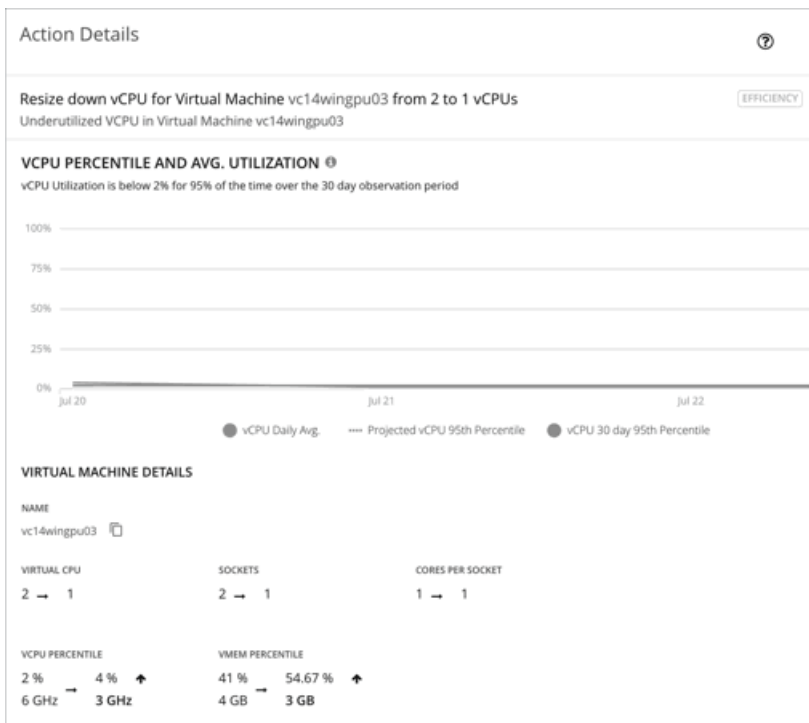 Action Details
Resize down vCPU for Virtual Machine vc14wingpu03 from 2 to 1 vCPUs
EFFICIENCY
Underutilized VCPU in Virtual Machine vc14wingpu03
VCPU PERCENTILE AND AVG. UTILIZATION
vCPU Utilization is below 2% for 95% of the time over the 30 day observation period
100%
75%
50%
25%
0%
Jul 20 Jul 21 Jul 22
vCPU Daily Avg. Projected vCPU 95th Percentile vCPU 30 day 95th Percentile
VIRTUAL MACHINE DETAILS
NAME
vc14wingpu03
VIRTUAL CPU SOCKETS CORES PER SOCKET
2 → 1 2 → 1 1 → 1
VCPU PERCENTILE VMEM PERCENTILE
2 % → 4 % ↑ 41 % → 54.67 % ↑
6 GHz 3 GHz 4 GB 3 GB